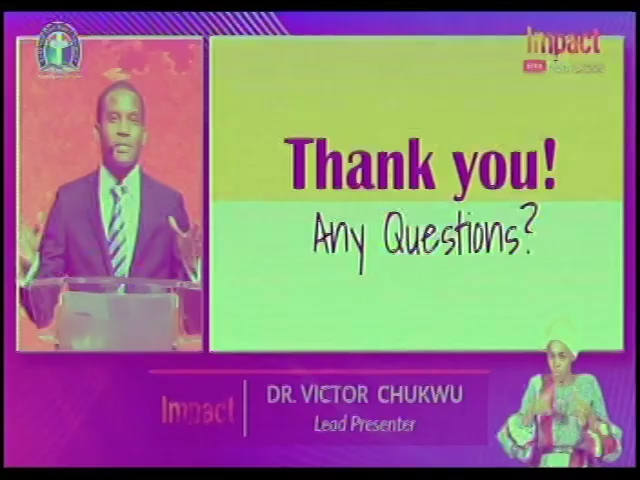 Impact
Thank you!
Any Questions?
Impact
DR. VICTOR CHUKWU
Lead Presenter